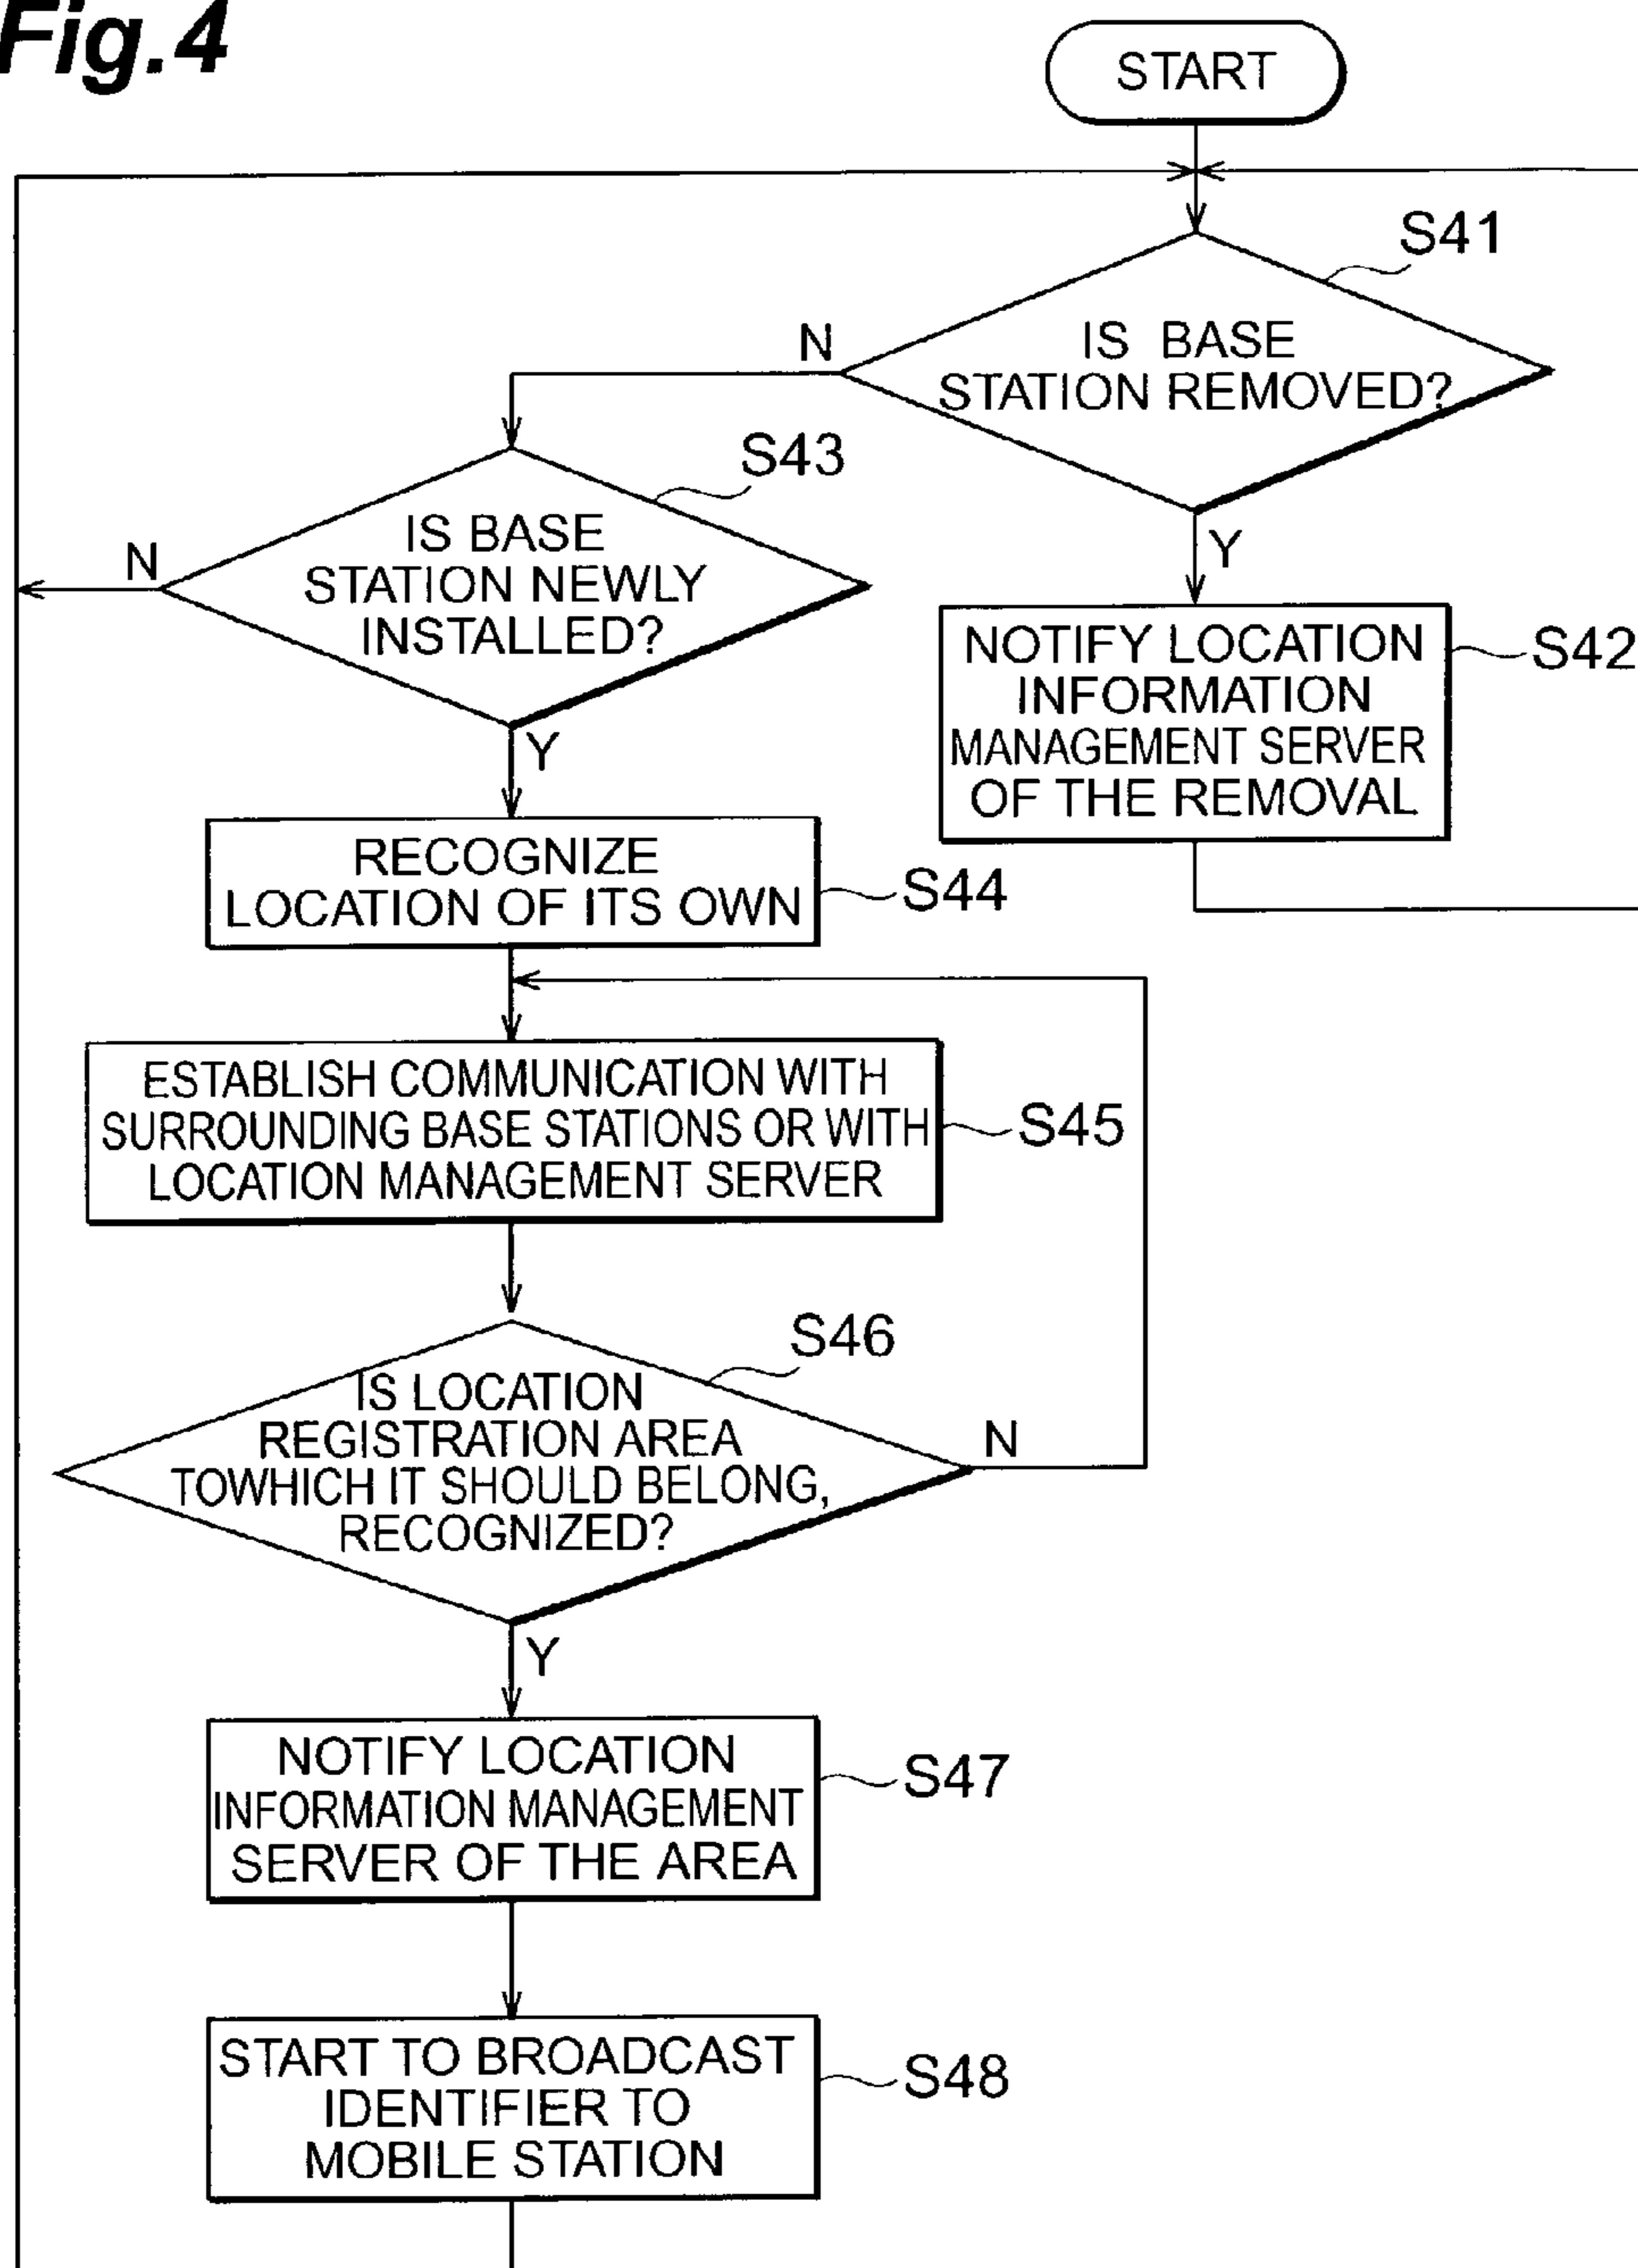 Fig.4
START
S41
IS BASE
STATION REMOVED?
N
Y
S43
IS BASE
STATION NEWLY
INSTALLED?
N
Y
NOTIFY LOCATION
INFORMATION
MANAGEMENT SERVER
OF THE REMOVAL
S42
RECOGNIZE
LOCATION OF ITS OWN
S44
ESTABLISH COMMUNICATION WITH
SURROUNDING BASE STATIONS OR WITH
LOCATION MANAGEMENT SERVER
S45
S46
IS LOCATION
REGISTRATION AREA
TOWHICH IT SHOULD BELONG,
RECOGNIZED?
N
Y
NOTIFY LOCATION
INFORMATION MANAGEMENT
SERVER OF THE AREA
S47
START TO BROADCAST
IDENTIFIER TO
MOBILE STATION
S48